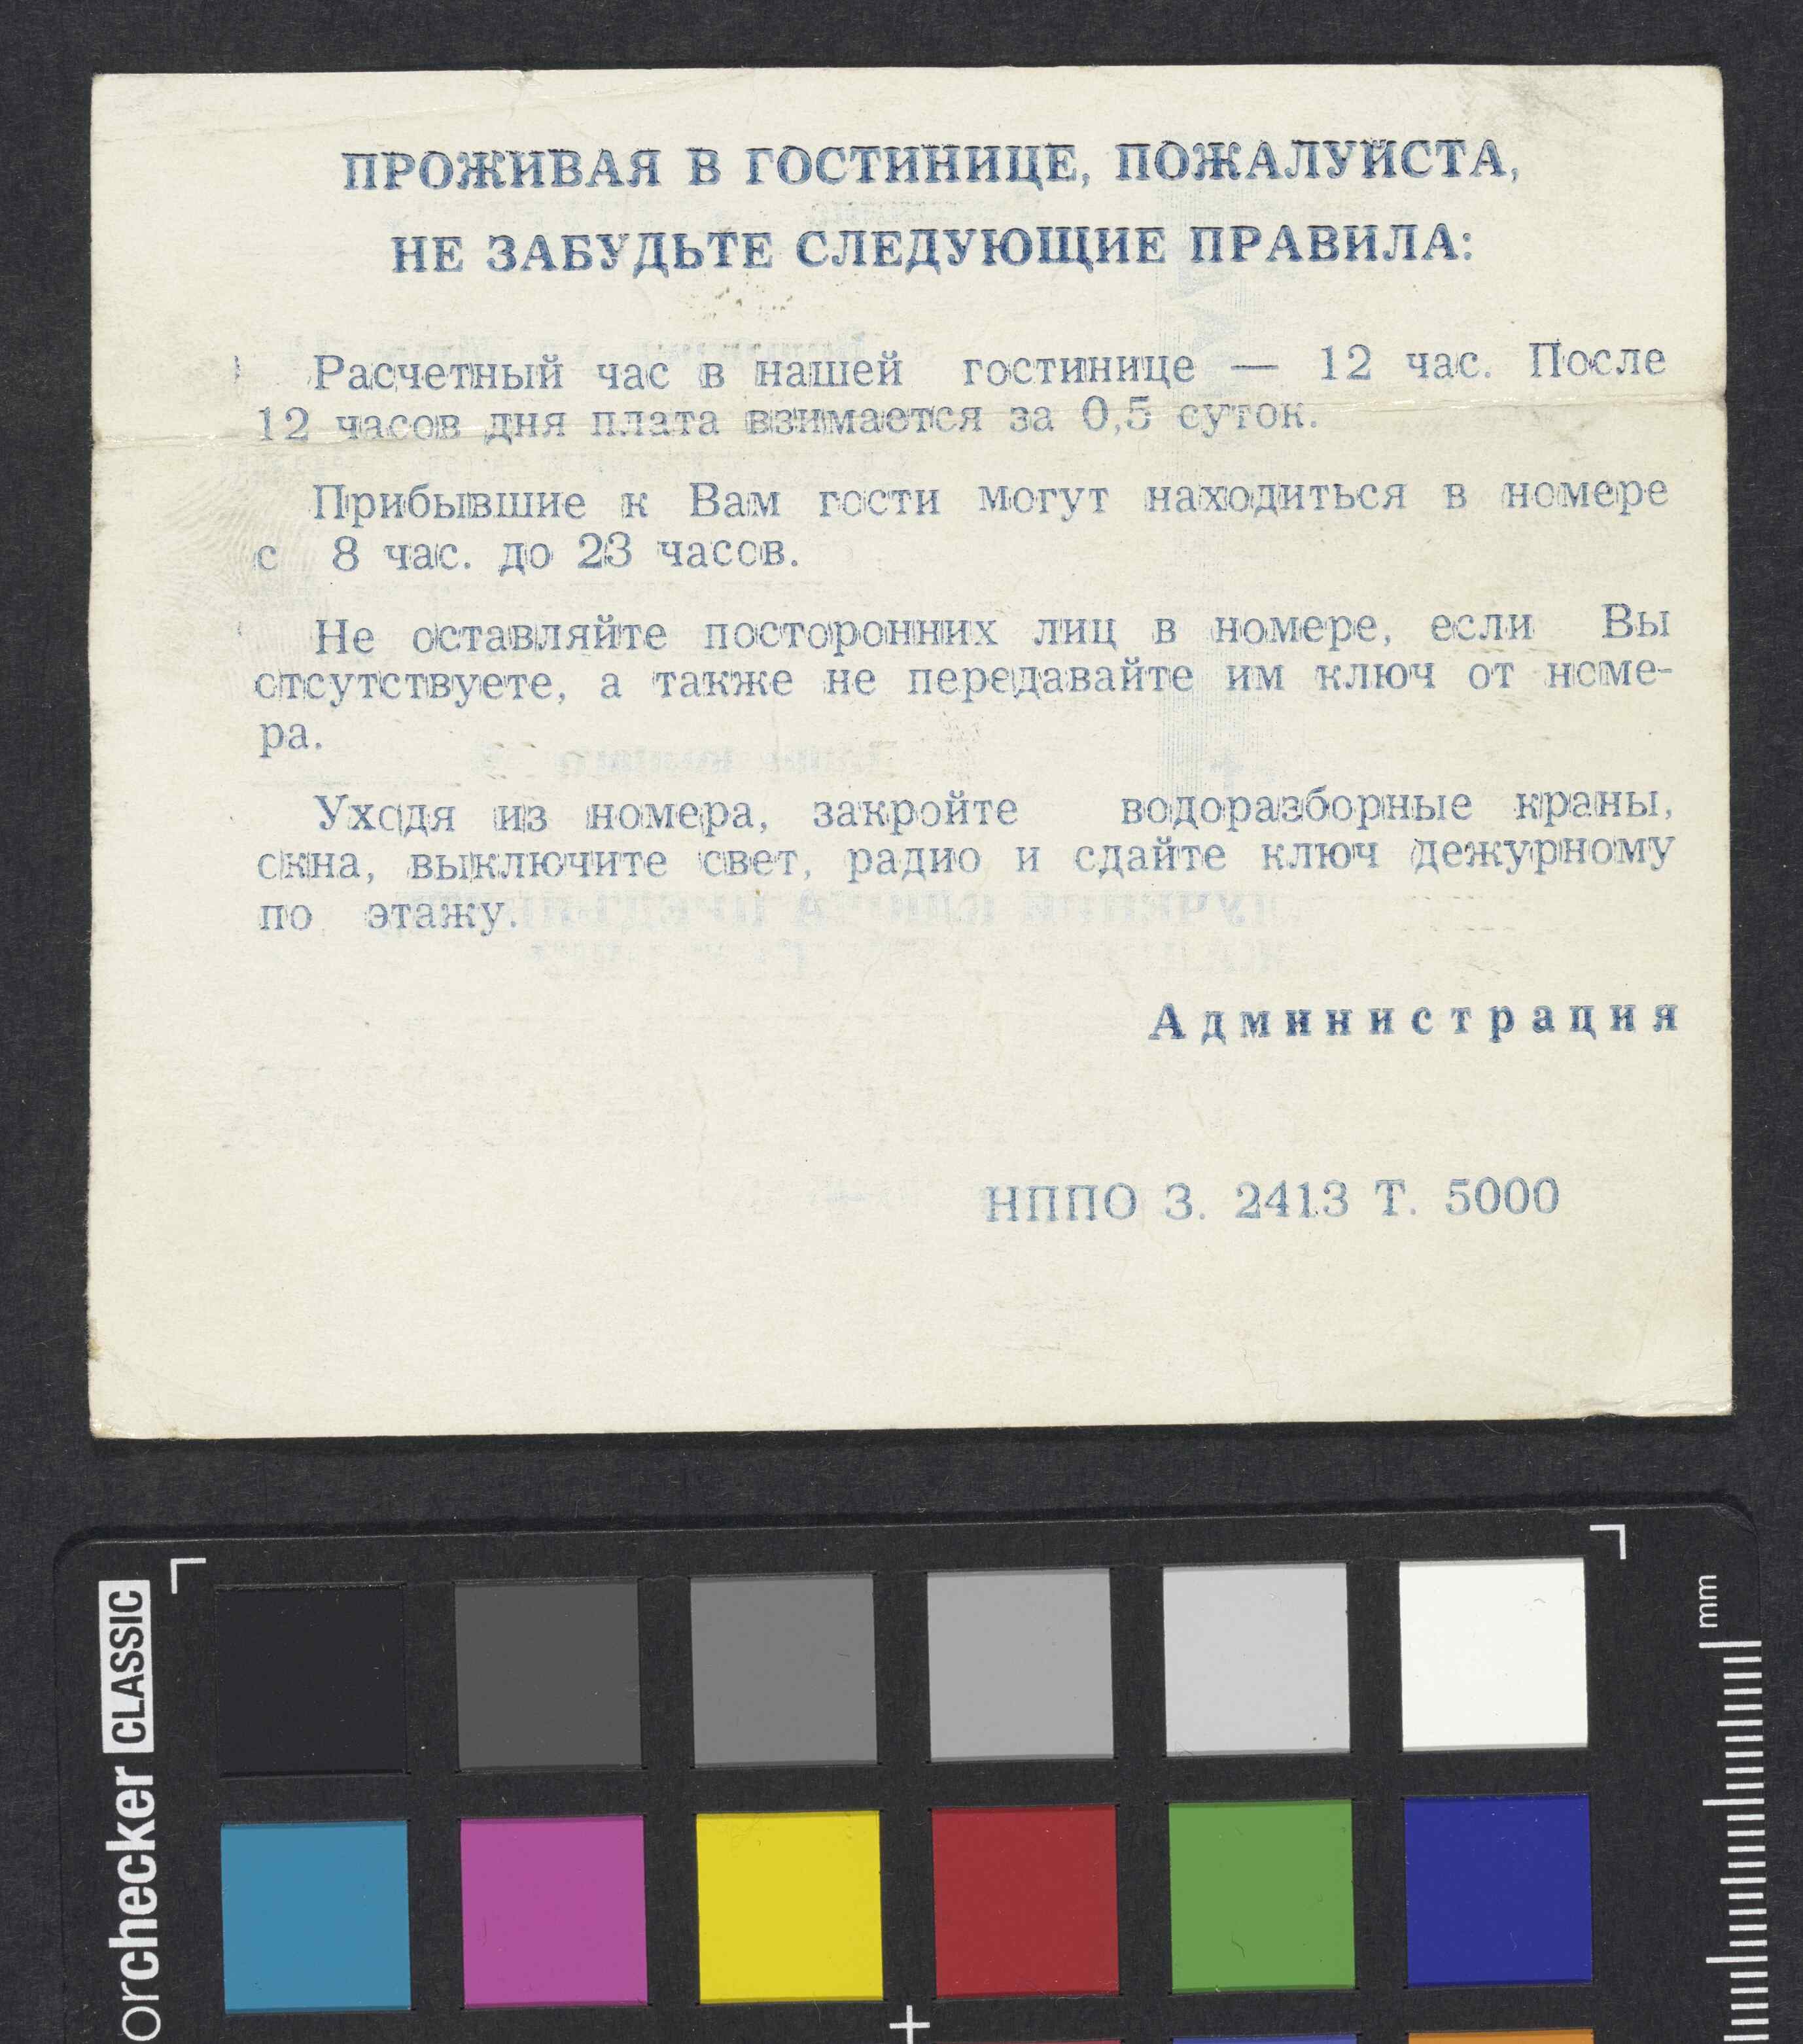 ПРОЖИВАЯ В ГОСТИНИЦЕ, ПОЖАЛУЙСТА,
НЕ ЗАБУДЬТЕ СЛЕДУЮЩИЕ ПРАВИЛА:
Расчетный час в нашей гостинице — 12 час. После
12 часов дня плата взимается за 0,5 суток.
Прибывшие к Вам гости могут находиться в номере
с 8 час. до 23 часов.
Не оставляйте посторонних лиц в номере, если Вы
отсутствуете, а также не передавайте им ключ от номе-
ра.
Уходя из номера, закройте водоразборные краны,
окна, выключите свет, радио и сдайте ключ дежурному
по этажу.
Администрация
НППО З. 2413 Т. 5000
orchecker CLASSIC
mm